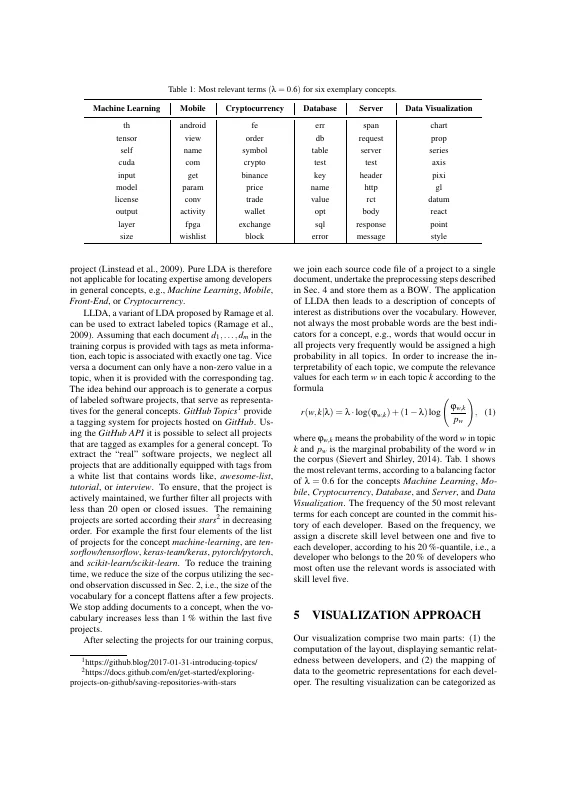 Table 1: Most relevant terms (λ = 0.6) for six exemplary concepts.
Machine Learning Mobile Cryptocurrency Database Server Data Visualization
th android fe err span chart
tensor view order db request prop
self name symbol table server series
cuda com crypto test test axis
input get binance key header pixi
model param price name http gl
license conv trade value rct datum
output activity wallet opt body react
layer fpga exchange sql response point
size wishlist block error message style
project (Linstead et al., 2009). Pure LDA is therefore
not applicable for locating expertise among developers
in general concepts, e.g., Machine Learning, Mobile,
Front-End, or Cryptocurrency.
LLDA, a variant of LDA proposed by Ramage et al.
can be used to extract labeled topics (Ramage et al.,
2009). Assuming that each document d1, . . . , dm in the
training corpus is provided with tags as meta informa-
tion, each topic is associated with exactly one tag. Vice
versa a document can only have a non-zero value in a
topic, when it is provided with the corresponding tag.
The idea behind our approach is to generate a corpus
of labeled software projects, that serve as representa-
tives for the general concepts. GitHub Topics1 provide
a tagging system for projects hosted on GitHub. Us-
ing the GitHub API it is possible to select all projects
that are tagged as examples for a general concept. To
extract the “real” software projects, we neglect all
projects that are additionally equipped with tags from
a white list that contains words like, awesome-list,
tutorial, or interview. To ensure, that the project is
actively maintained, we further filter all projects with
less than 20 open or closed issues. The remaining
projects are sorted according their stars2 in decreasing
order. For example the first four elements of the list
of projects for the concept machine-learning, are ten-
sorflow/tensorflow, keras-team/keras, pytorch/pytorch,
and scikit-learn/scikit-learn. To reduce the training
time, we reduce the size of the corpus utilizing the sec-
ond observation discussed in Sec. 2, i.e., the size of the
vocabulary for a concept flattens after a few projects.
We stop adding documents to a concept, when the vo-
cabulary increases less than 1 % within the last five
projects.
After selecting the projects for our training corpus,
1https://github.blog/2017-01-31-introducing-topics/
2https://docs.github.com/en/get-started/exploring-
projects-on-github/saving-repositories-with-stars
we join each source code file of a project to a single
document, undertake the preprocessing steps described
in Sec. 4 and store them as a BOW. The application
of LLDA then leads to a description of concepts of
interest as distributions over the vocabulary. However,
not always the most probable words are the best indi-
cators for a concept, e.g., words that would occur in
all projects very frequently would be assigned a high
probability in all topics. In order to increase the in-
terpretability of each topic, we compute the relevance
values for each term w in each topic k according to the
formula
r(w,k|λ) = λ · log(φw,k) + (1 − λ) log (φw,k / pw), (1)
where φw,k means the probability of the word w in topic
k and pw is the marginal probability of the word w in
the corpus (Sievert and Shirley, 2014). Tab. 1 shows
the most relevant terms, according to a balancing factor
of λ = 0.6 for the concepts Machine Learning, Mo-
bile, Cryptocurrency, Database, and Server, and Data
Visualization. The frequency of the 50 most relevant
terms for each concept are counted in the commit his-
tory of each developer. Based on the frequency, we
assign a discrete skill level between one and five to
each developer, according to his 20 %-quantile, i.e., a
developer who belongs to the 20 % of developers who
most often use the relevant words is associated with
skill level five.
5 VISUALIZATION APPROACH
Our visualization comprise two main parts: (1) the
computation of the layout, displaying semantic relat-
edness between developers, and (2) the mapping of
data to the geometric representations for each devel-
oper. The resulting visualization can be categorized as